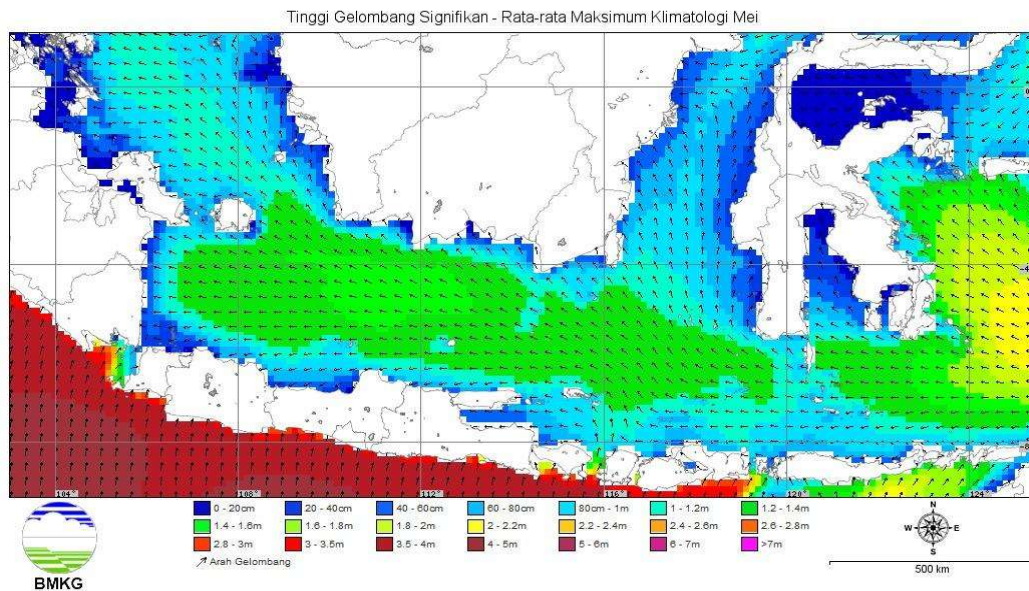 Tinggi Gelombang Signifikan - Rata-rata Maksimum Klimatologi Mei
0
-4
-8
104° 108° 112° 116° 120° 124°
0 - 20cm 20 - 40cm 40 - 60cm 60 - 80cm 80cm - 1m 1 - 1.2m 1.2 - 1.4m
1.4 - 1.6m 1.6 - 1.8m 1.8 - 2m 2 - 2.2m 2.2 - 2.4m 2.4 - 2.6m 2.6 - 2.8m
2.8 - 3m 3 - 3.5m 3.5 - 4m 4 - 5m 5 - 6m 6 - 7m >7m
Arah Gelombang
BMKG
N
W E
S
500 km